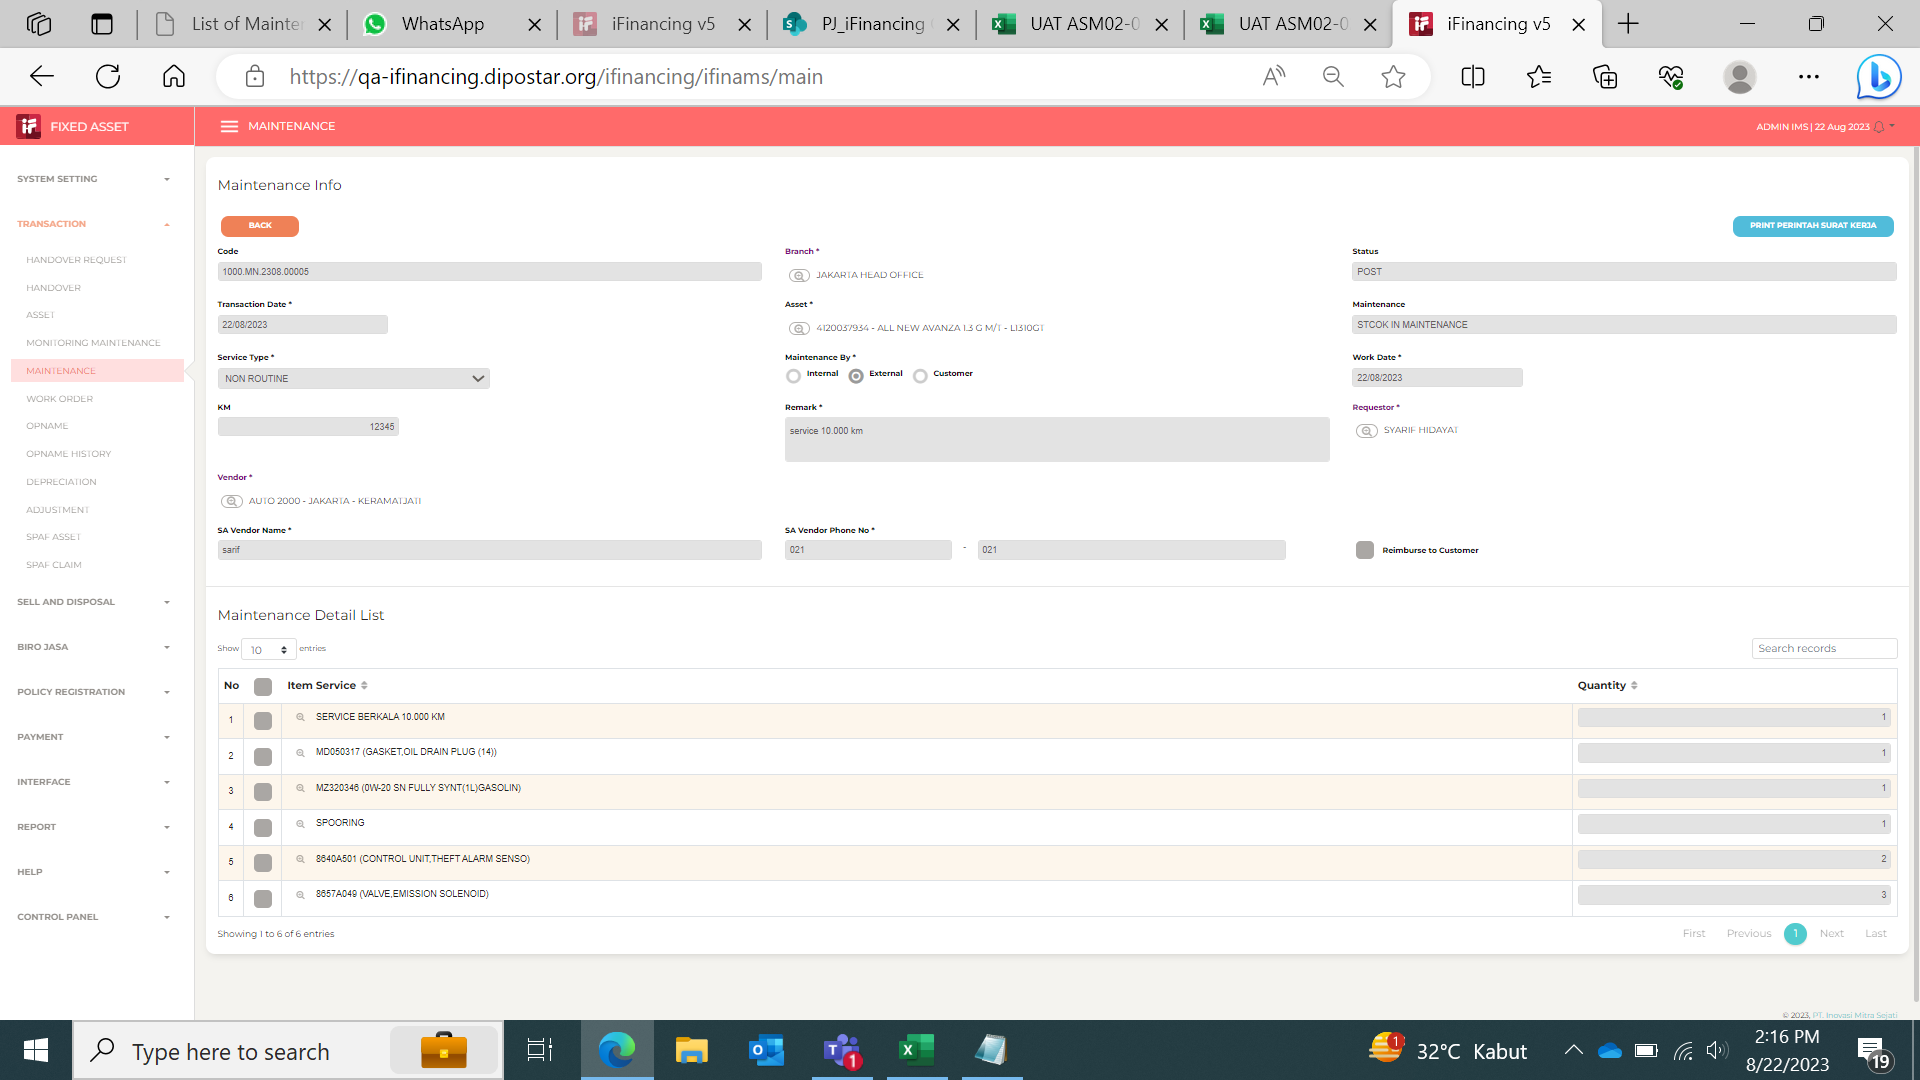 List of Mainter
WhatsApp
iFinancing v5
PJ_iFinancing
UAT ASM02-0
UAT ASM02-0
iFinancing v5
https://qa-ifinancing.dipostar.org/ifinancing/ifinams/main
FIXED ASSET
MAINTENANCE
ADMIN IMS | 22 Aug 2023
SYSTEM SETTING
TRANSACTION
HANDOVER REQUEST
HANDOVER
ASSET
MONITORING MAINTENANCE
MAINTENANCE
WORK ORDER
OPNAME
OPNAME HISTORY
DEPRECIATION
ADJUSTMENT
SPAF ASSET
SPAF CLAIM
SELL AND DISPOSAL
BIRO JASA
POLICY REGISTRATION
PAYMENT
INTERFACE
REPORT
HELP
CONTROL PANEL
Maintenance Info
BACK
PRINT PERINTAH SURAT KERJA
Code
Branch *
Status
1000.MN.2308.00005
JAKARTA HEAD OFFICE
POST
Transaction Date *
Asset *
Maintenance
22/08/2023
4120037934 - ALL NEW AVANZA 1.3 G M/T - L1310GT
STCOK IN MAINTENANCE
Service Type *
Maintenance By *
Work Date *
NON ROUTINE
Internal
External
Customer
22/08/2023
KM
Remark *
Requestor *
12345
service 10.000 km
SYARIF HIDAYAT
Vendor *
AUTO 2000 - JAKARTA - KERAMATJATI
SA Vendor Name *
SA Vendor Phone No *
sarif
021
-
021
Reimburse to Customer
Maintenance Detail List
Show 10 entries
Search records
No Item Service Quantity
1 SERVICE BERKALA 10.000 KM 1
2 MD050317 (GASKET,OIL DRAIN PLUG (14)) 1
3 MZ320346 (0W-20 SN FULLY SYNT(1L)GASOLIN) 1
4 SPOORING 1
5 8640A501 (CONTROL UNIT,THEFT ALARM SENSO) 2
6 8657A049 (VALVE,EMISSION SOLENOID) 3
Showing 1 to 6 of 6 entries
First Previous 1 Next Last
© 2023, PT. Inovasi Mitra Sejati
Type here to search
1
1
32°C Kabut
2:16 PM
8/22/2023
19